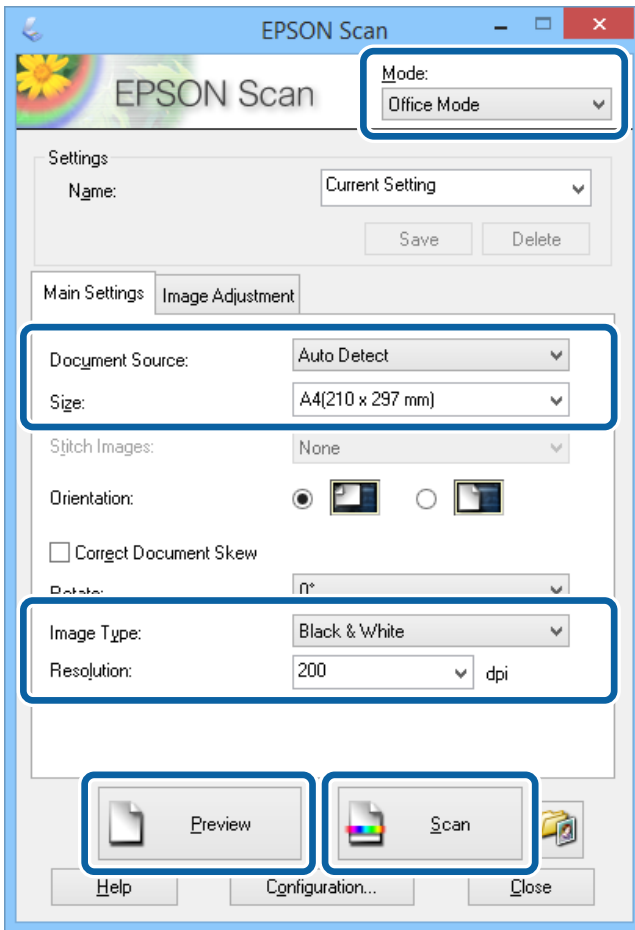 EPSON Scan
EPSON Scan
Mode:
Office Mode
Settings
Name:
Current Setting
Save
Delete
Main Settings
Image Adjustment
Document Source:
Auto Detect
Size:
A4(210 x 297 mm)
Stitch Images:
None
Orientation:
Correct Document Skew
Rotate:
0°
Image Type:
Black & White
Resolution:
200
dpi
Preview
Scan
Help
Configuration...
Close